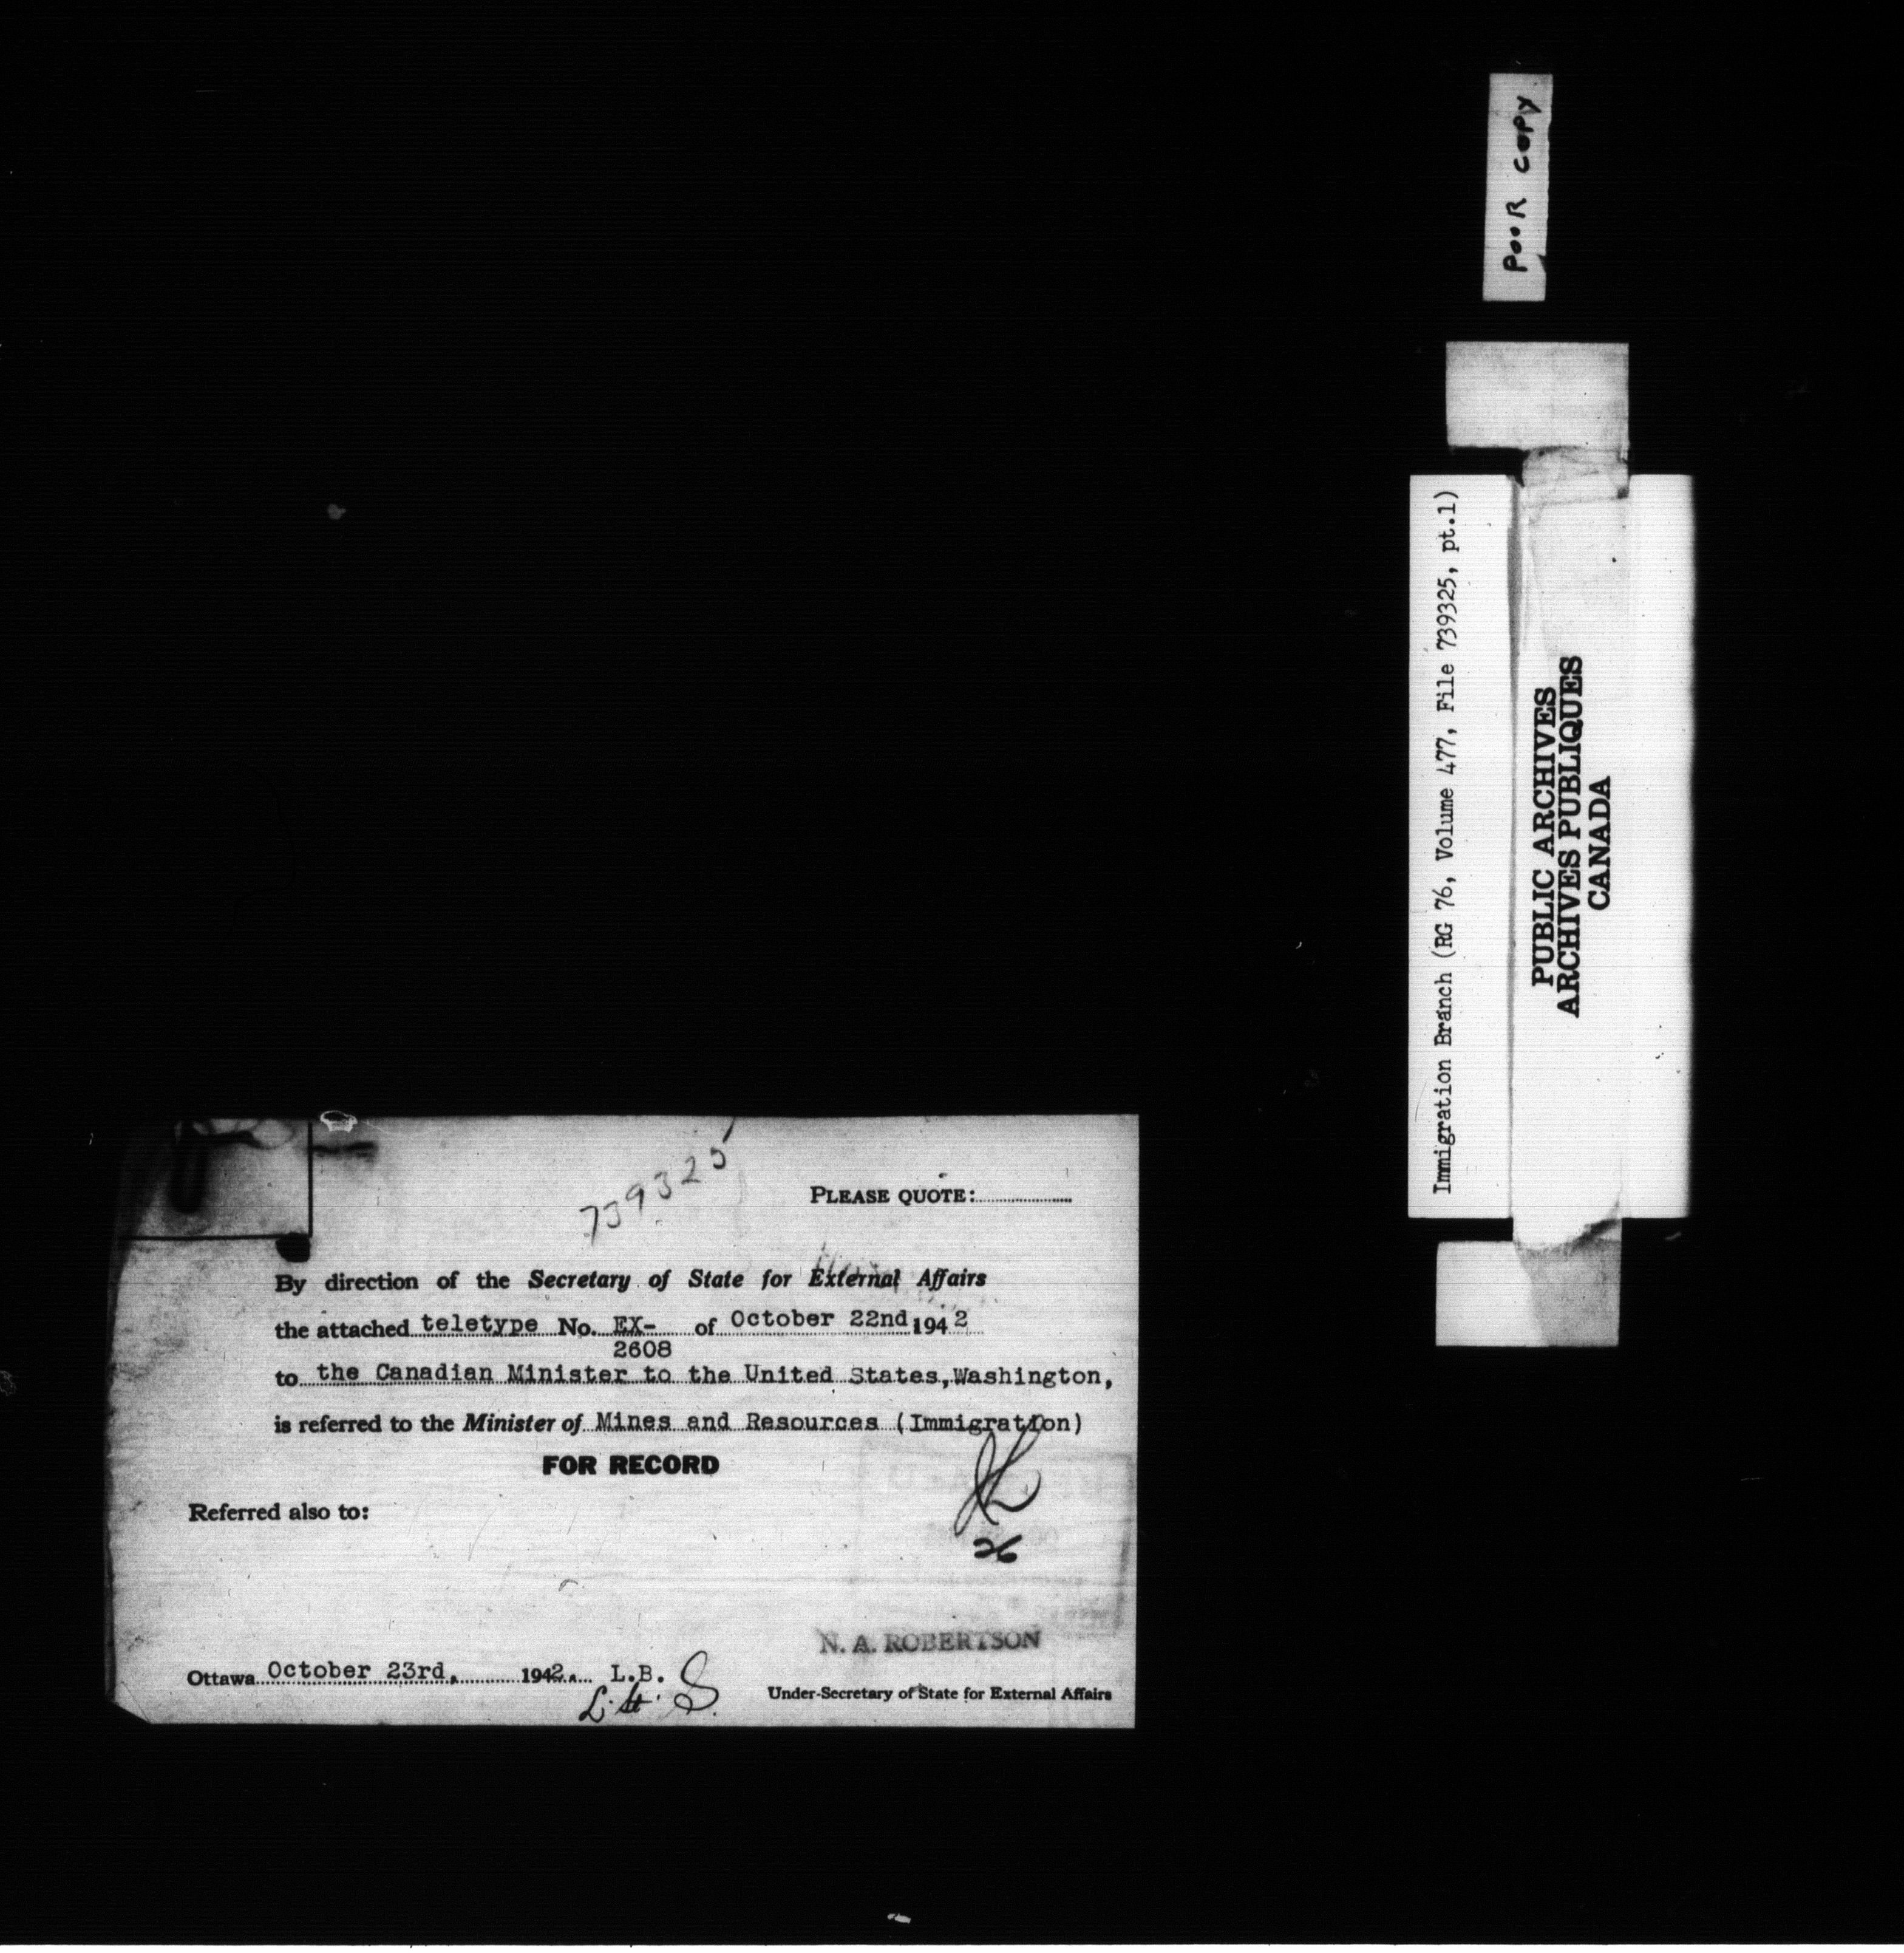 POOR COPY
Immigration Branch (RG 76, Volume 477, File 739325, pt.1)
PUBLIC ARCHIVES
ARCHIVES PUBLIQUES
CANADA
739325
PLEASE QUOTE:
By direction of the Secretary of State for External Affairs
the attached teletype No. EX- of October 22nd 1942
2608
to the Canadian Minister to the United States, Washington,
is referred to the Minister of Mines and Resources (Immigration)
FOR RECORD
Referred also to:
26
N. A. ROBERTSON
Ottawa October 23rd, 1942. L.B.
Under-Secretary of State for External Affairs